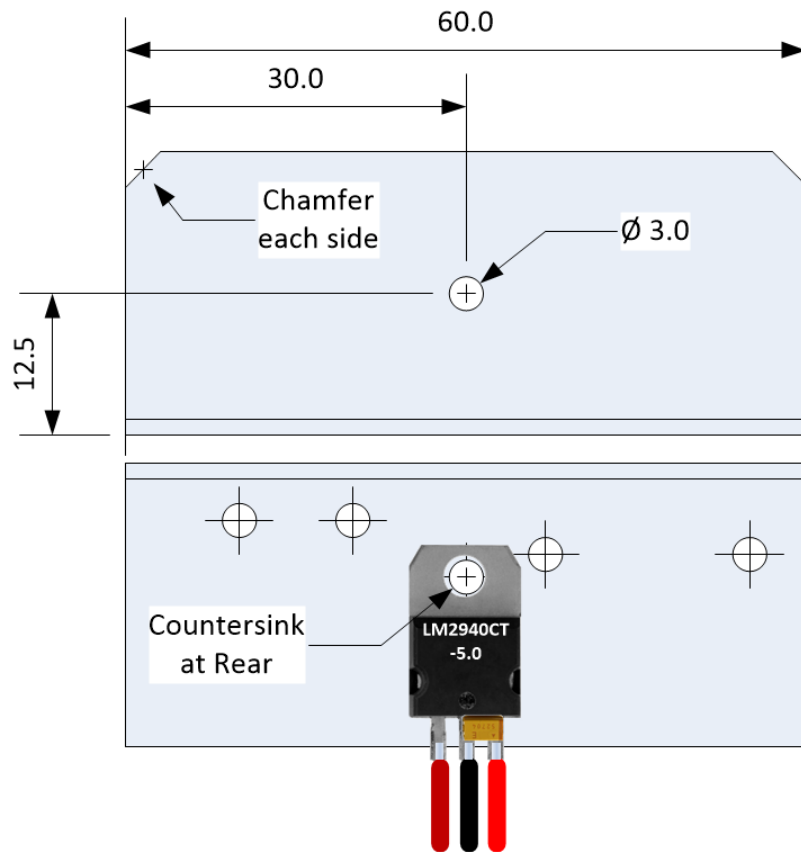 60.0
30.0
Chamfer
each side
Ø 3.0
12.5
Countersink
at Rear
LM2940CT
-5.0